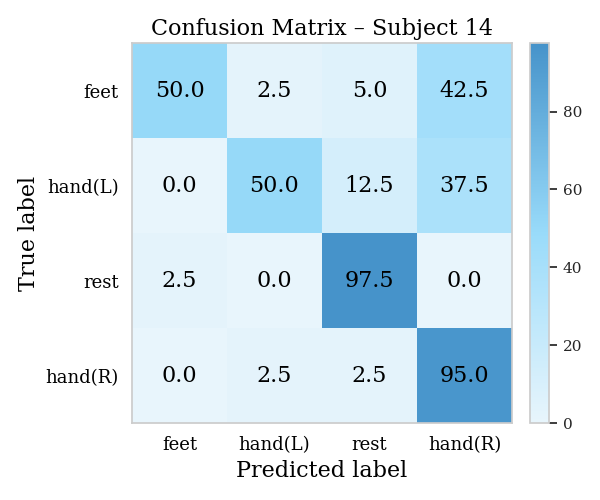 Confusion Matrix – Subject 14
feet 50.0 2.5 5.0 42.5
hand(L) 0.0 50.0 12.5 37.5
rest 2.5 0.0 97.5 0.0
hand(R) 0.0 2.5 2.5 95.0
feet hand(L) rest hand(R)
Predicted label
True label
80
60
40
20
0